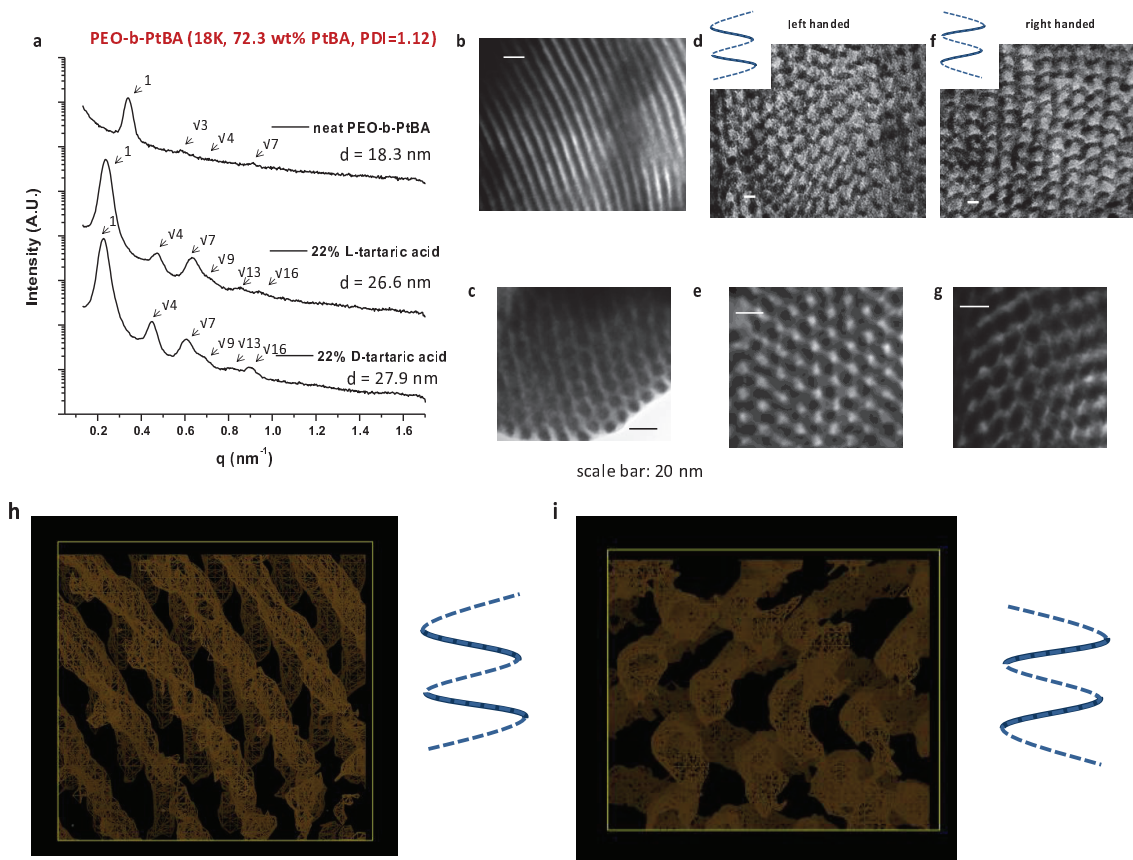 a
PEO-b-PtBA (18K, 72.3 wt% PtBA, PDI=1.12)
1
√3
√4
√7
neat PEO-b-PtBA
d = 18.3 nm
1
√4
√7
√9
√13
√16
22% L-tartaric acid
d = 26.6 nm
1
√4
√7
√9
√13
√16
22% D-tartaric acid
d = 27.9 nm
Intensity (A.U.)
0.2 0.4 0.6 0.8 1.0 1.2 1.4 1.6
q (nm⁻¹)
b
d
left handed
f
right handed
c
e
g
scale bar: 20 nm
h
i